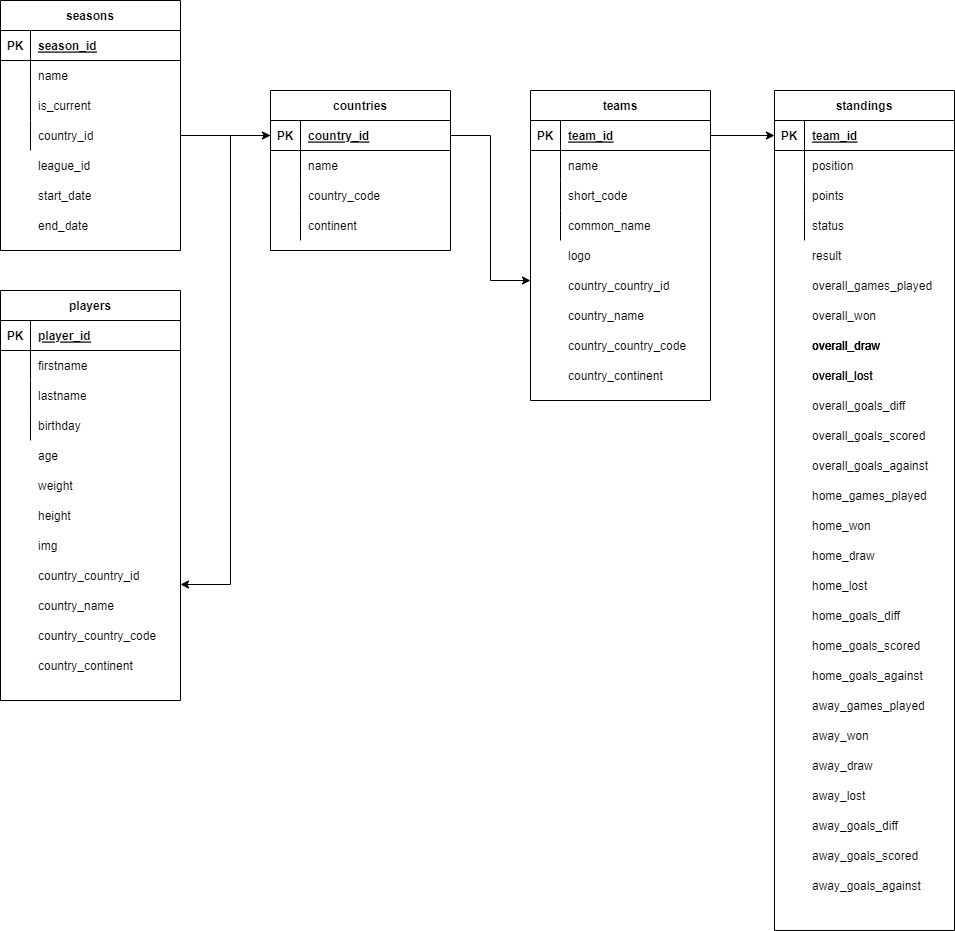 seasons
PK season_id
name
is_current
country_id
league_id
start_date
end_date
players
PK player_id
firstname
lastname
birthday
age
weight
height
img
country_country_id
country_name
country_country_code
country_continent
countries
PK country_id
name
country_code
continent
teams
PK team_id
name
short_code
common_name
logo
country_country_id
country_name
country_country_code
country_continent
standings
PK team_id
position
points
status
result
overall_games_played
overall_won
overall_draw
overall_lost
overall_goals_diff
overall_goals_scored
overall_goals_against
home_games_played
home_won
home_draw
home_lost
home_goals_diff
home_goals_scored
home_goals_against
away_games_played
away_won
away_draw
away_lost
away_goals_diff
away_goals_scored
away_goals_against